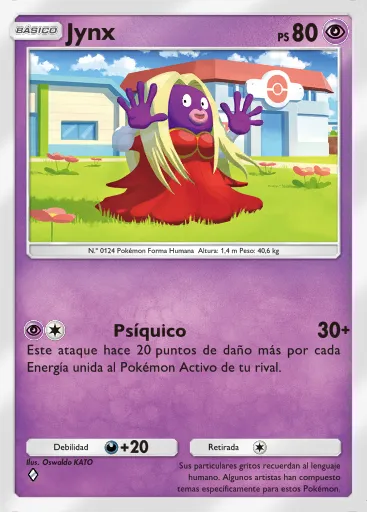 BÁSICO
Jynx
PS 80
N.º 0124 Pokémon Forma Humana Altura: 1,4 m Peso: 40,6 kg
Psíquico 30+
Este ataque hace 20 puntos de daño más por cada
Energía unida al Pokémon Activo de tu rival.
Debilidad +20
Retirada
Ilus. Oswaldo KATO
Sus particulares gritos recuerdan al lenguaje
humano. Algunos artistas han compuesto
temas específicamente para estos Pokémon.